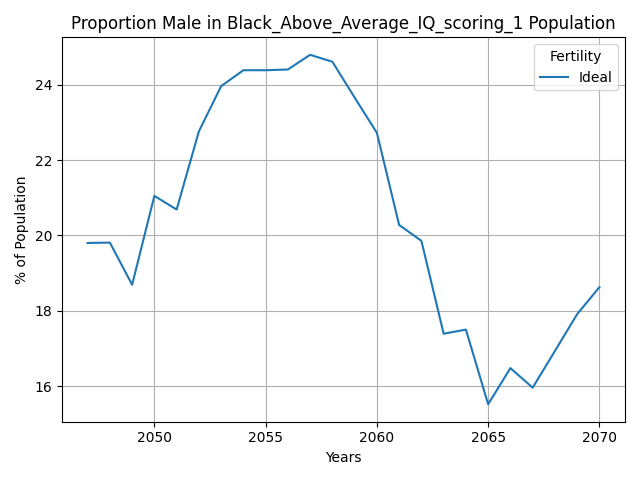 Proportion Male in Black_Above_Average_IQ_scoring_1 Population
Fertility
Ideal
% of Population
24
22
20
18
16
2050 2055 2060 2065 2070
Years